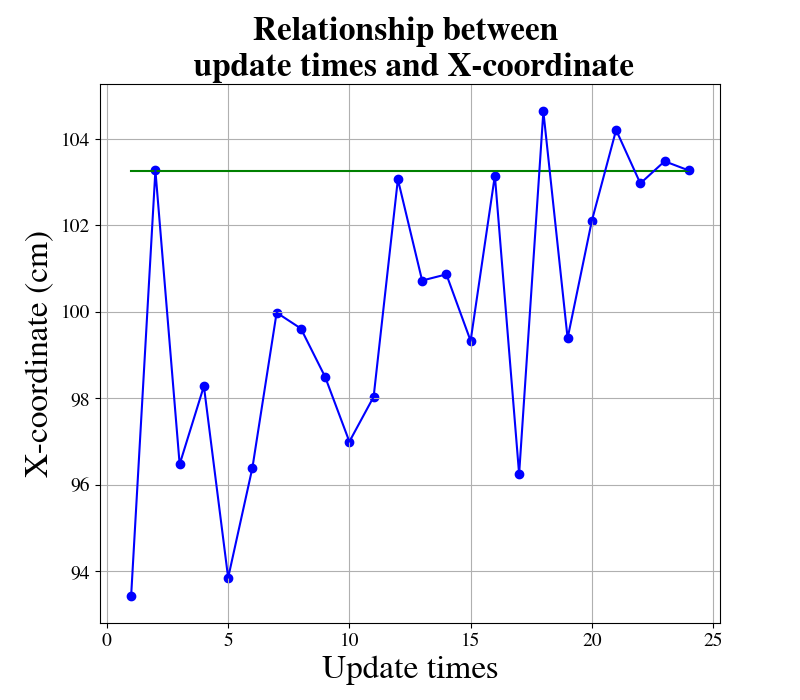 Relationship between
update times and X-coordinate
X-coordinate (cm)
104
102
100
98
96
94
0 5 10 15 20 25
Update times